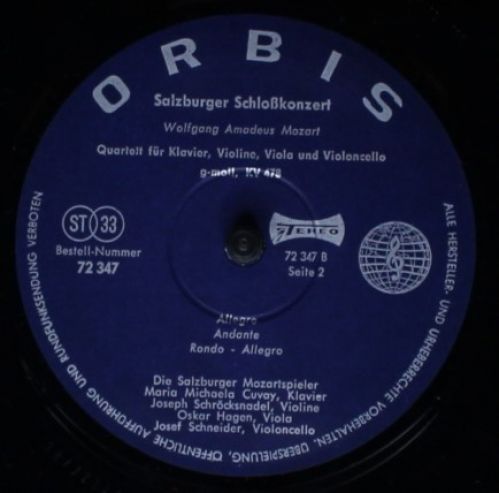 ORBIS
Salzburger Schloßkonzert
Wolfgang Amadeus Mozart
Quartett für Klavier, Violine, Viola und Violoncello
g-moll, KV 478
ST 33
Bestell-Nummer
72 347
STEREO
72 347 B
Seite 2
Allegro
Andante
Rondo - Allegro
Die Salzburger Mozartspieler
Maria Michaela Cuvay, Klavier
Joseph Schröcksnadel, Violine
Oskar Hagen, Viola
Josef Schneider, Violoncello
ALLE HERSTELLER- UND URHEBERRECHTE VORBEHALTEN. ÜBERSPIELUNG, ÖFFENTLICHE AUFFÜHRUNG UND RUNDFUNKSENDUNG VERBOTEN